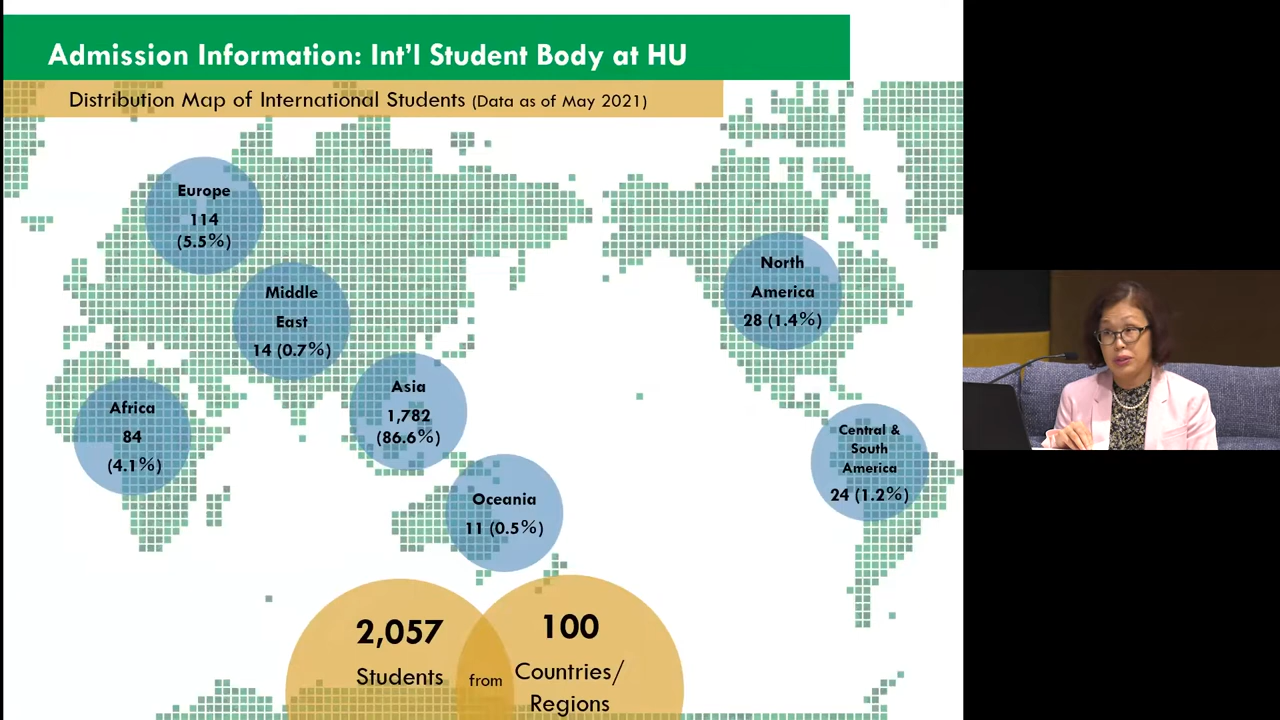 Admission Information: Int'l Student Body at HU
Distribution Map of International Students (Data as of May 2021)
Europe
114
(5.5%)
Middle
East
14 (0.7%)
Africa
84
(4.1%)
Asia
1,782
(86.6%)
Oceania
11 (0.5%)
North
America
28 (1.4%)
Central &
South
America
24 (1.2%)
2,057
Students
from
100
Countries/
Regions